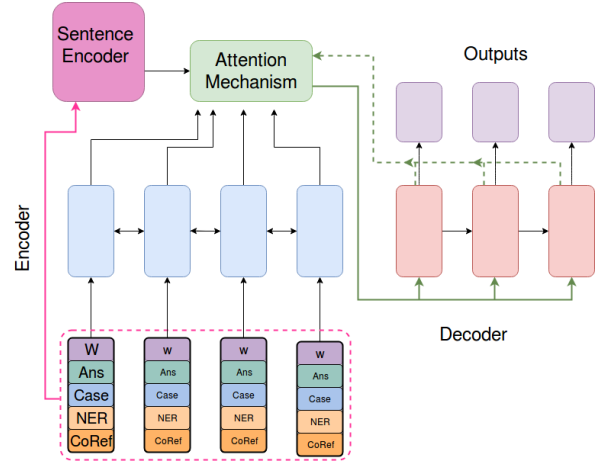 Sentence
Encoder
Attention
Mechanism
Outputs
Encoder
Decoder
W
Ans
Case
NER
CoRef
w
Ans
Case
NER
CoRef
w
Ans
Case
NER
CoRef
w
Ans
Case
NER
CoRef